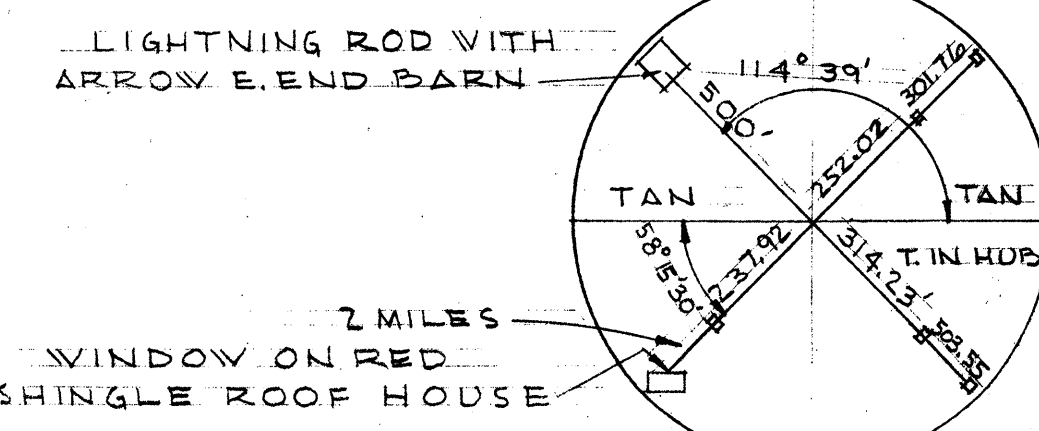 LIGHTNING ROD WITH
ARROW E. END BARN
114° 39'
301.76
500'
252.02
TAN
TAN
58° 15' 30"
237.92
314.23'
T. IN HUB
2 MILES
503.55
WINDOW ON RED
SHINGLE ROOF HOUSE